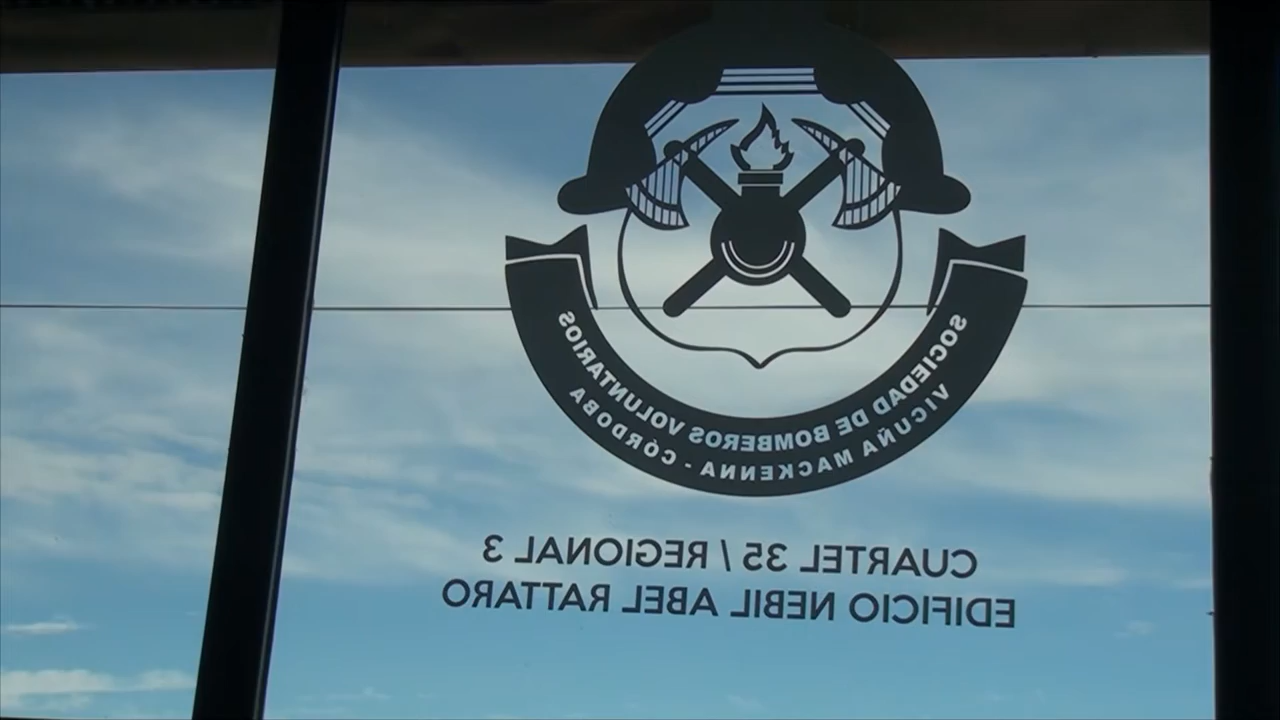 SOCIEDAD DE BOMBEROS VOLUNTARIOS
VICUÑA MACKENNA - CÓRDOBA
CUARTEL 35 / REGIONAL 3
EDIFICIO NEBIL ABEL RATTARO